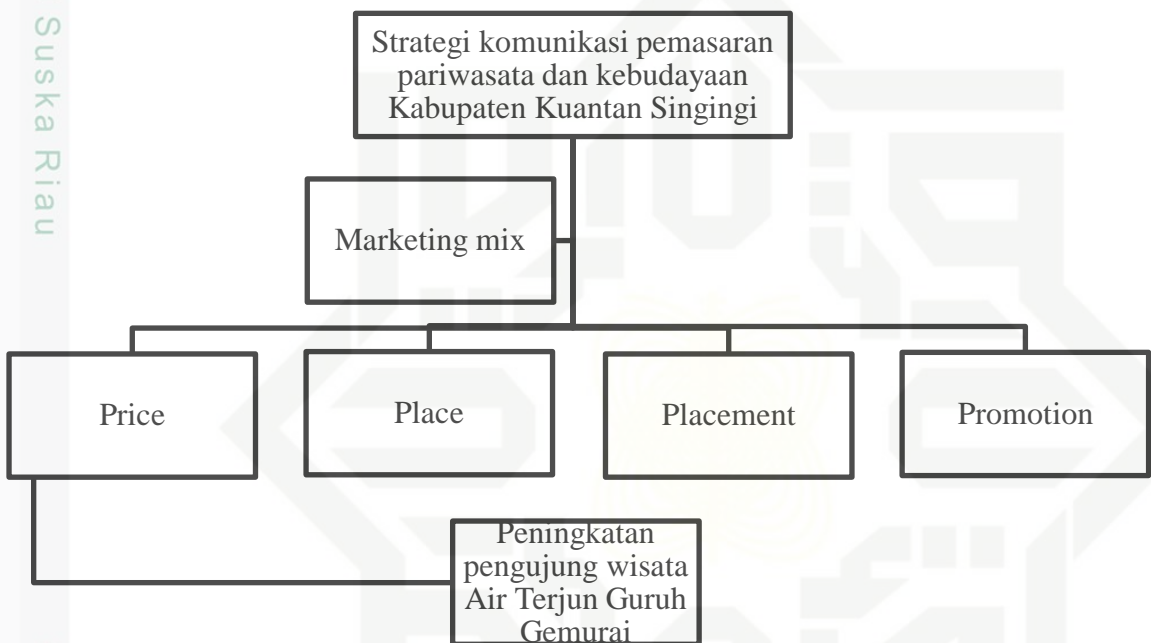 Suska Riau
Strategi komunikasi pemasaran
pariwasata dan kebudayaan
Kabupaten Kuantan Singingi
Marketing mix
Price
Place
Placement
Promotion
Peningkatan
pengujung wisata
Air Terjun Guruh
Gemurai